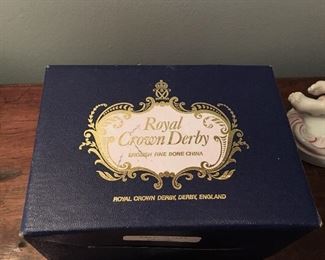 Royal
Crown Derby
ENGLISH FINE BONE CHINA
ROYAL CROWN DERBY, DERBY, ENGLAND